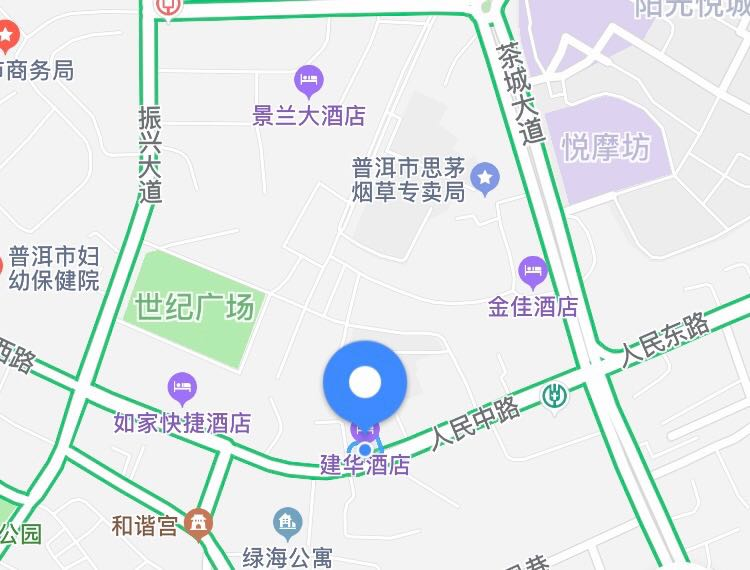 阳光悦城
市商务局
茶城大道
景兰大酒店
振兴大道
悦摩坊
普洱市思茅
烟草专卖局
普洱市妇
幼保健院
世纪广场
金佳酒店
人民东路
西路
如家快捷酒店
人民中路
建华酒店
和谐宫
公园
绿海公寓
巷